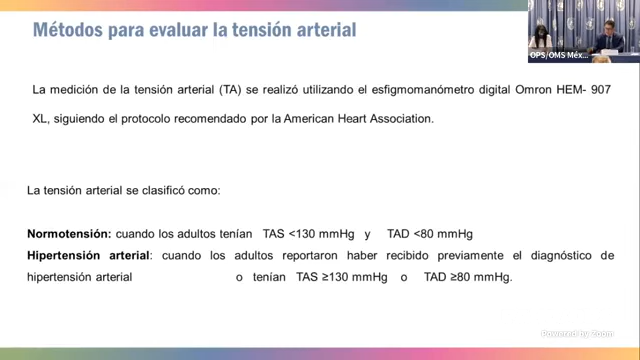 Métodos para evaluar la tensión arterial
OPS/OMS Méx...
La medición de la tensión arterial (TA) se realizó utilizando el esfigmomanómetro digital Omron HEM- 907
XL, siguiendo el protocolo recomendado por la American Heart Association.
La tensión arterial se clasificó como:
Normotensión: cuando los adultos tenían TAS <130 mmHg y TAD <80 mmHg
Hipertensión arterial: cuando los adultos reportaron haber recibido previamente el diagnóstico de
hipertensión arterial o tenían TAS ≥130 mmHg o TAD ≥80 mmHg.
Powered by Zoom